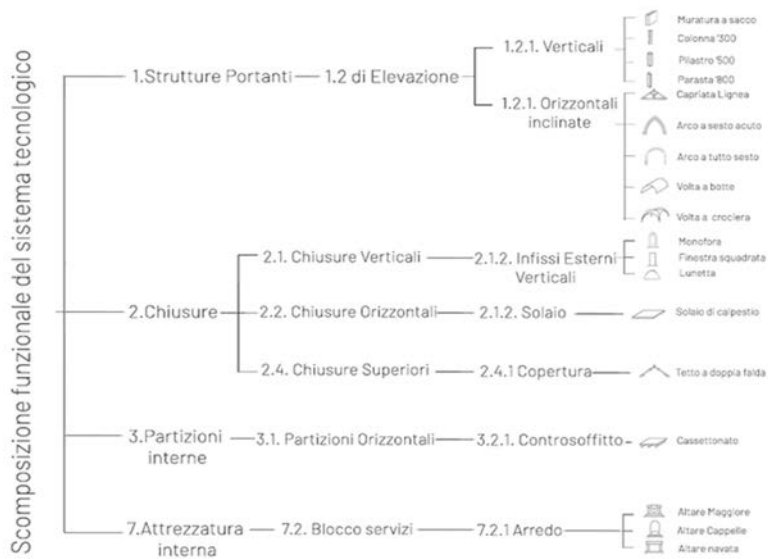 Scomposizione funzionale del sistema tecnologico
1.Strutture Portanti
1.2 di Elevazione
1.2.1. Verticali
Muratura a sacco
Colonna '300
Pilastro '500
Parasta '800
1.2.1. Orizzontali
inclinate
Capriata Lignea
Arco a sesto acuto
Arco a tutto sesto
Volta a botte
Volta a crociera
2.Chiusure
2.1. Chiusure Verticali
2.1.2. Infissi Esterni
Verticali
Monofora
Finestra squadrata
Lunetta
2.2. Chiusure Orizzontali
2.1.2. Solaio
Solaio di calpestio
2.4. Chiusure Superiori
2.4.1 Copertura
Tetto a doppia falda
3.Partizioni
interne
3.1. Partizioni Orizzontali
3.2.1. Controsoffitto
Cassettonato
7.Attrezzatura
interna
7.2. Blocco servizi
7.2.1 Arredo
Altare Maggiore
Altare Cappelle
Altare navata